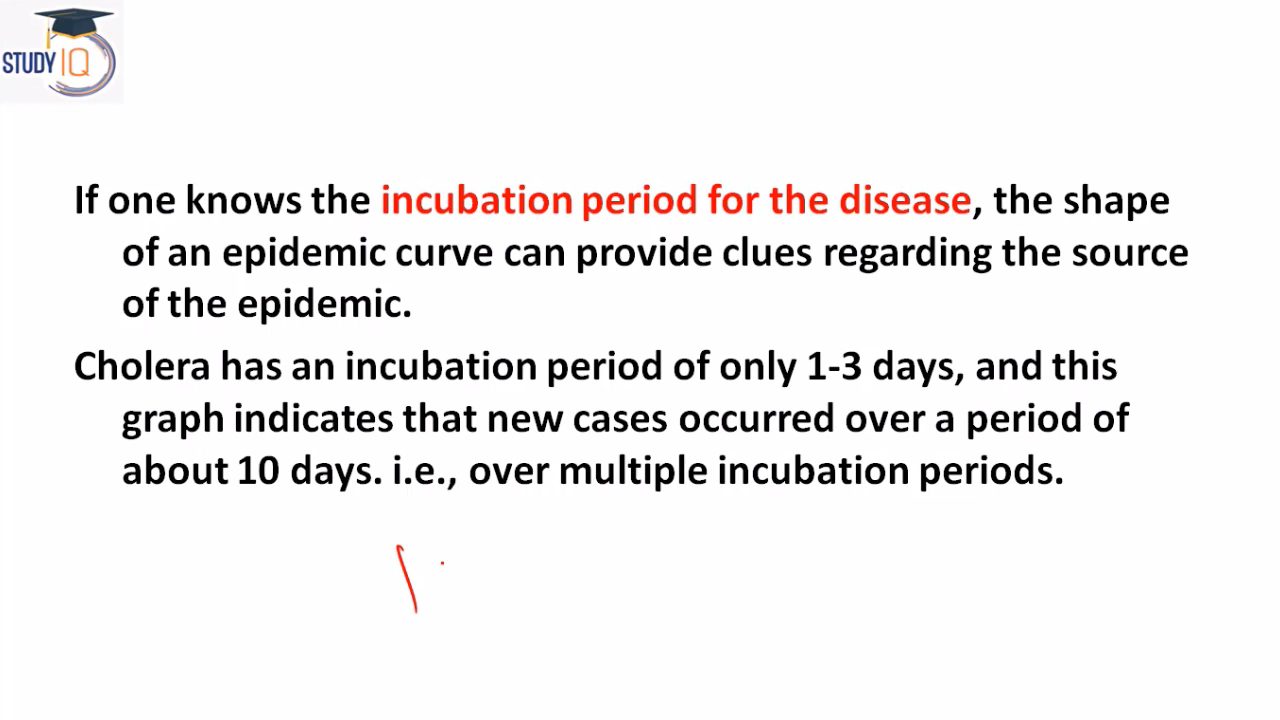 STUDY IQ
If one knows the incubation period for the disease, the shape
of an epidemic curve can provide clues regarding the source
of the epidemic.
Cholera has an incubation period of only 1-3 days, and this
graph indicates that new cases occurred over a period of
about 10 days. i.e., over multiple incubation periods.